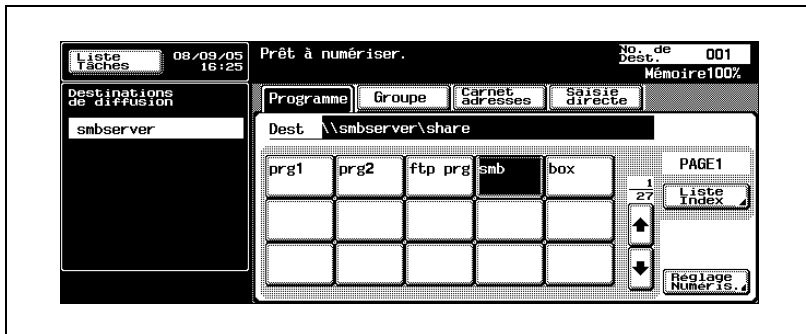 Liste
Tâches
08/09/05
16:25
Prêt à numériser.
No. de
Dest.
001
Mémoire100%
Destinations
de diffusion
smbserver
Programme
Groupe
Carnet
adresses
Saisie
directe
Dest \\smbserver\share
prg1 prg2 ftp prg smb box
1
27
PAGE1
Liste
Index
Réglage
Numéris.